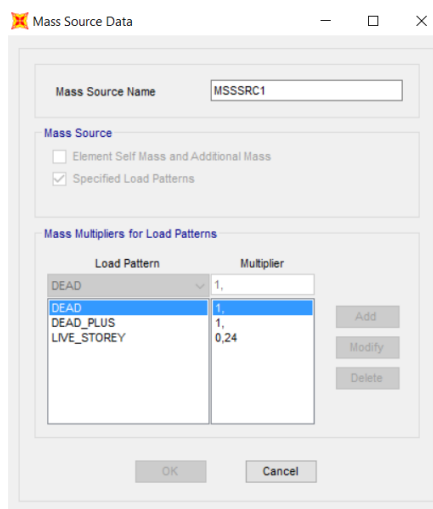 Mass Source Data
Mass Source Name MSSSRC1
Mass Source
Element Self Mass and Additional Mass
Specified Load Patterns
Mass Multipliers for Load Patterns
Load Pattern Multiplier
DEAD 1,
DEAD 1,
DEAD_PLUS 1,
LIVE_STOREY 0,24
Add
Modify
Delete
OK Cancel